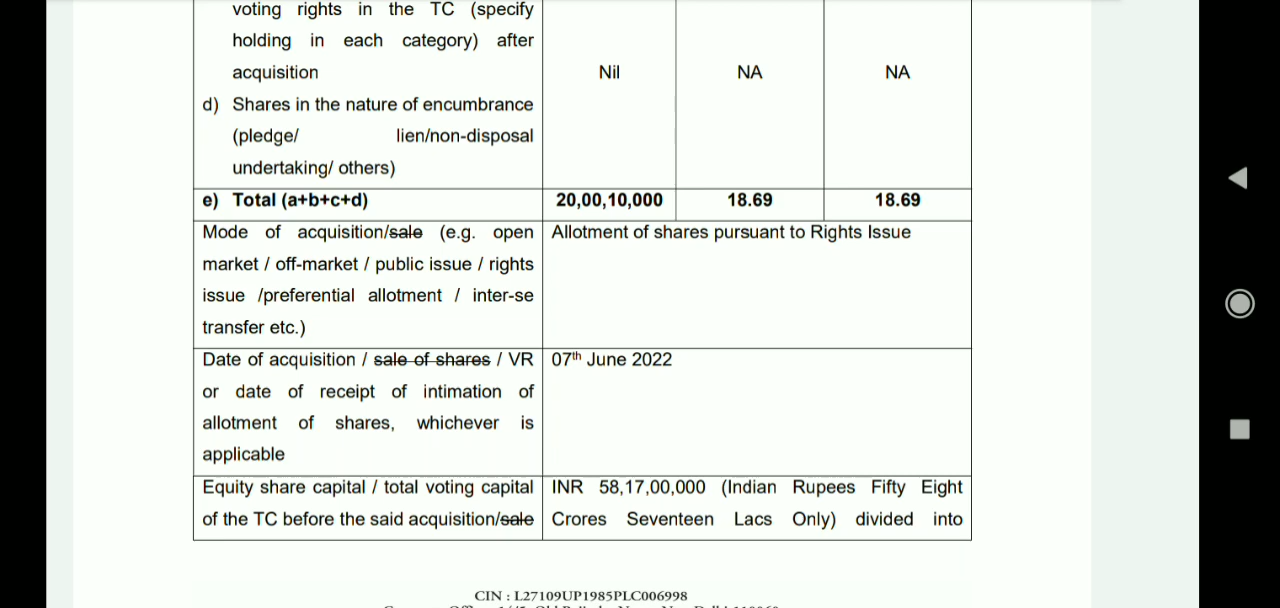 voting rights in the TC (specify
holding in each category) after
acquisition
Nil NA NA
d) Shares in the nature of encumbrance
(pledge/ lien/non-disposal
undertaking/ others)
e) Total (a+b+c+d) 20,00,10,000 18.69 18.69
Mode of acquisition/sale (e.g. open
market / off-market / public issue / rights
issue /preferential allotment / inter-se
transfer etc.)
Allotment of shares pursuant to Rights Issue
Date of acquisition / sale of shares / VR
or date of receipt of intimation of
allotment of shares, whichever is
applicable
07th June 2022
Equity share capital / total voting capital
of the TC before the said acquisition/sale
INR 58,17,00,000 (Indian Rupees Fifty Eight
Crores Seventeen Lacs Only) divided into
CIN : L27109UP1985PLC006998